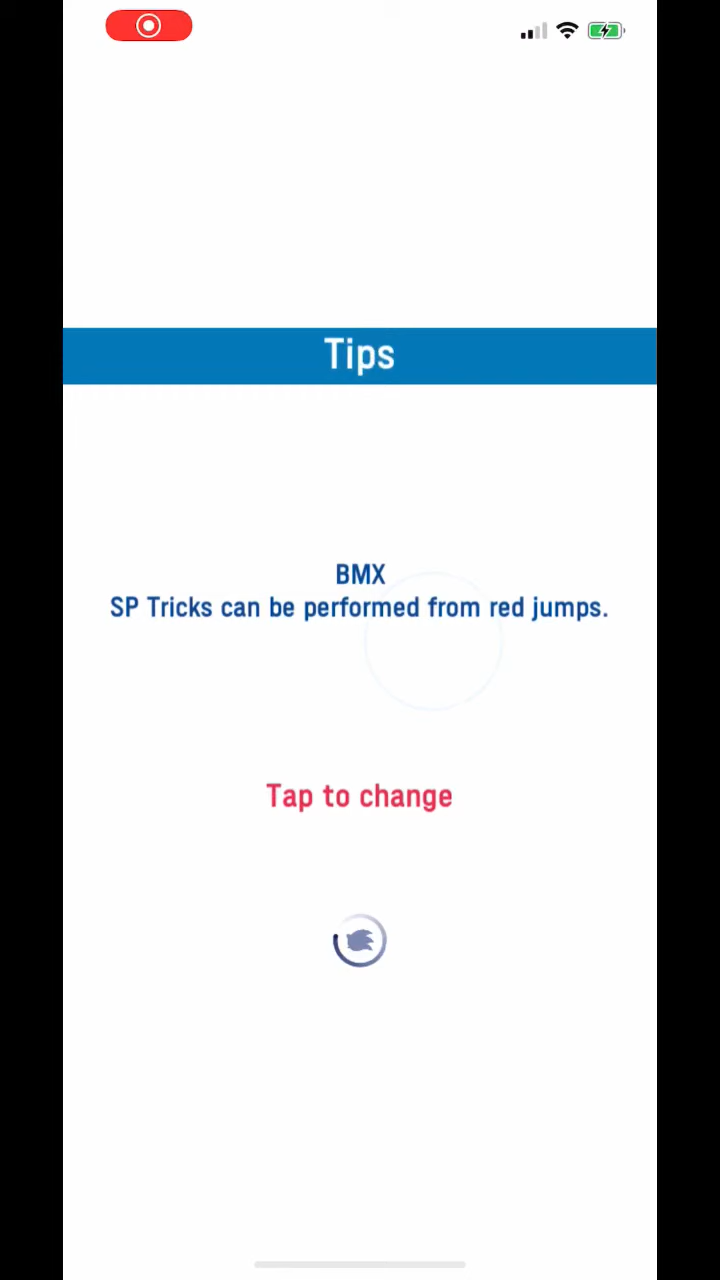 Tips
BMX
SP Tricks can be performed from red jumps.
Tap to change